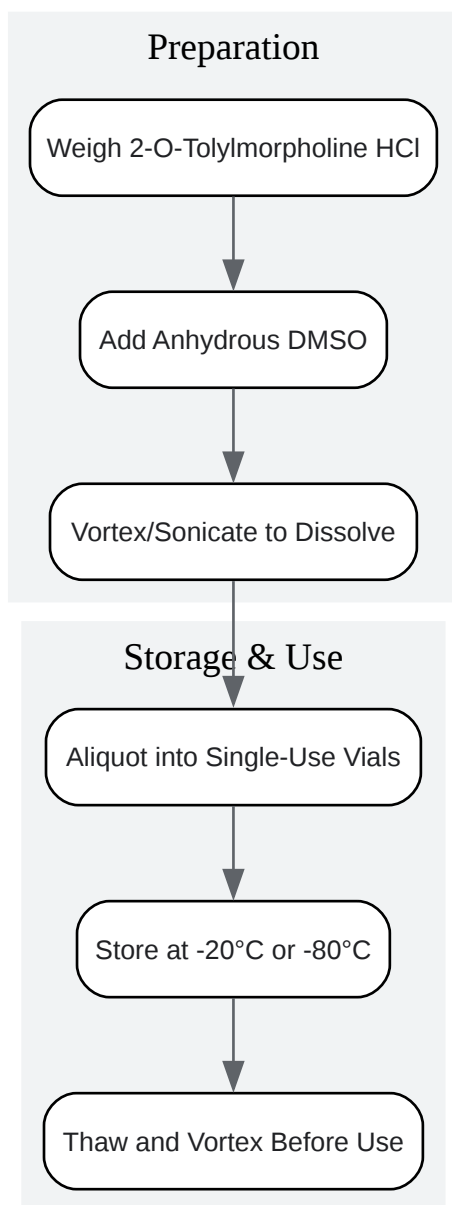 Preparation
Weigh 2-O-Tolylmorpholine HCl
Add Anhydrous DMSO
Vortex/Sonicate to Dissolve
Storage & Use
Aliquot into Single-Use Vials
Store at -20°C or -80°C
Thaw and Vortex Before Use